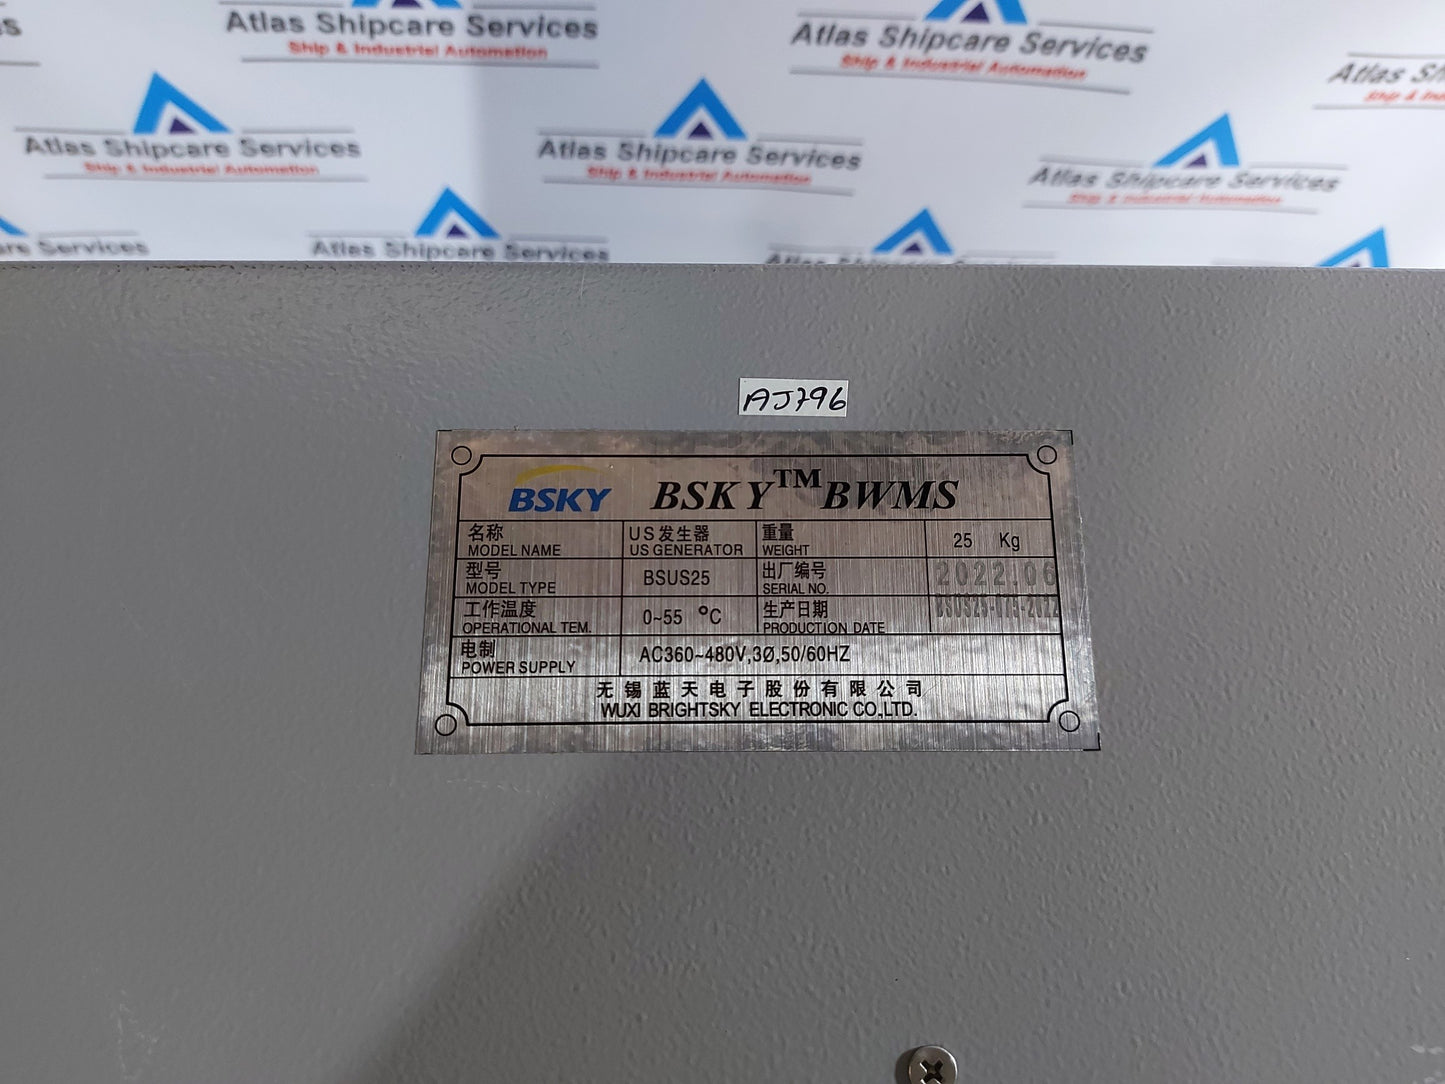 Atlas Shipcare Services
Ship & Industrial Automation
Atlas Shipcare Services
Ship & Industrial Automation
Atlas Sh
Ship & In
Atlas Shipcare Services
Ship & Industrial Automation
Atlas Shipcare Services
Ship & Industrial Automation
Atlas Shipcare Services
Ship & Industrial Automation
Services
Atlas Shipcare Services
AJ796
BSKY BSKY™BWMS
名称 US发生器 重量 25 Kg
MODEL NAME US GENERATOR WEIGHT
型号 BSUS25 出厂编号 2022.06
MODEL TYPE SERIAL NO.
工作温度 0~55 °C 生产日期
OPERATIONAL TEM. PRODUCTION DATE
电制 AC360~480V,3Ø,50/60HZ
POWER SUPPLY
无锡蓝天电子股份有限公司
WUXI BRIGHTSKY ELECTRONIC CO.,LTD.